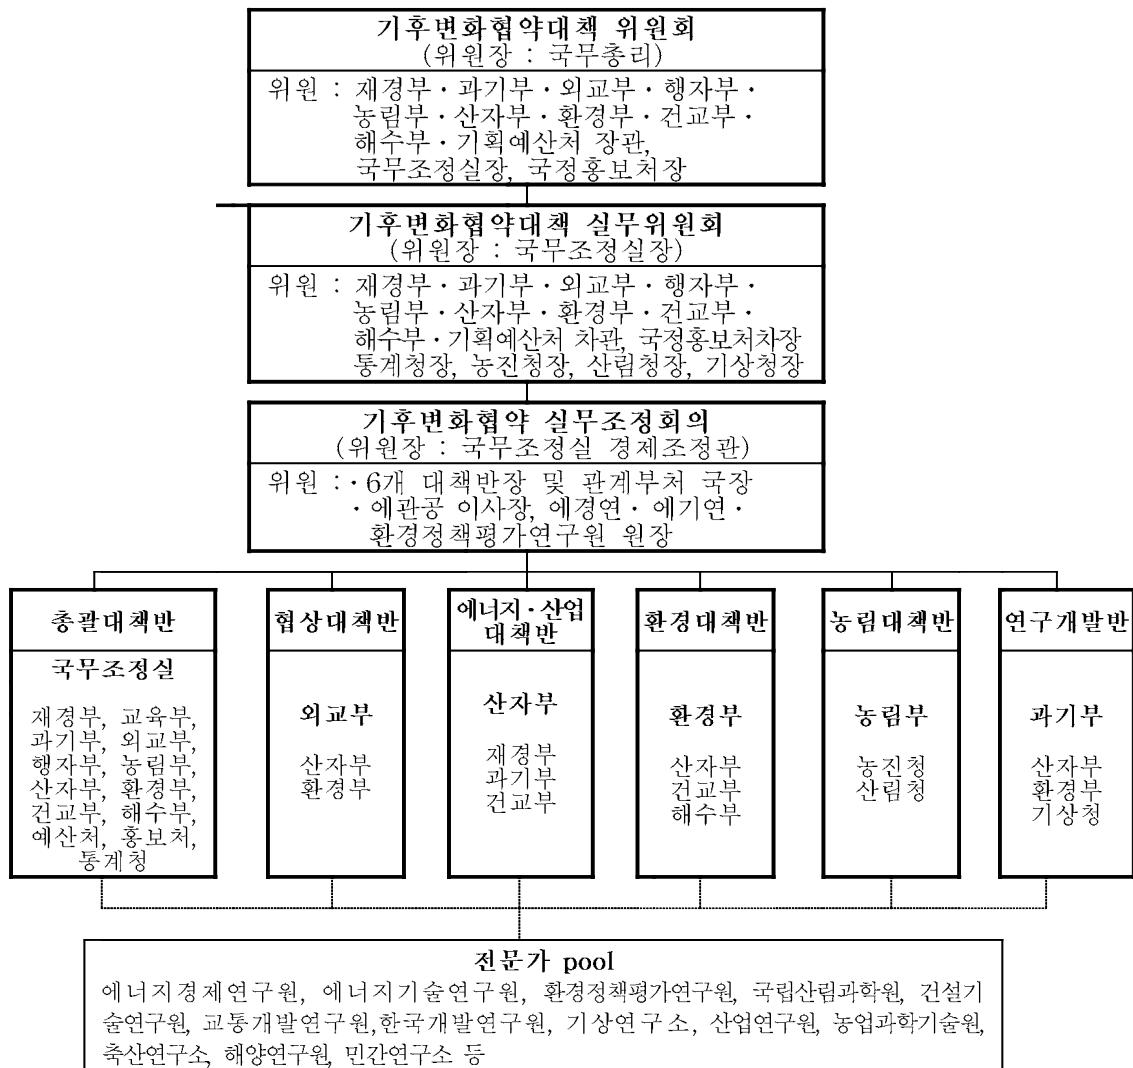 기후변화협약대책 위원회
(위원장 : 국무총리)
위원 : 재경부·과기부·외교부·행자부·
농림부·산자부·환경부·건교부·
해수부·기획예산처 장관,
국무조정실장, 국정홍보처장
기후변화협약대책 실무위원회
(위원장 : 국무조정실장)
위원 : 재경부·과기부·외교부·행자부·
농림부·산자부·환경부·건교부·
해수부·기획예산처 차관, 국정홍보처차장
통계청장, 농진청장, 산림청장, 기상청장
기후변화협약 실무조정회의
(위원장 : 국무조정실 경제조정관)
위원 :·6개 대책반장 및 관계부처 국장
·에관공 이사장, 에경연·에기연·
환경정책평가연구원 원장
총괄대책반
국무조정실
재경부, 교육부,
과기부, 외교부,
행자부, 농림부,
산자부, 환경부,
건교부, 해수부,
예산처, 홍보처,
통계청
협상대책반
외교부
산자부
환경부
에너지·산업
대책반
산자부
재경부
과기부
건교부
환경대책반
환경부
산자부
건교부
해수부
농림대책반
농림부
농진청
산림청
연구개발반
과기부
산자부
환경부
기상청
전문가 pool
에너지경제연구원, 에너지기술연구원, 환경정책평가연구원, 국립산림과학원, 건설기
술연구원, 교통개발연구원,한국개발연구원, 기상연구소, 산업연구원, 농업과학기술원,
축산연구소, 해양연구원, 민간연구소 등